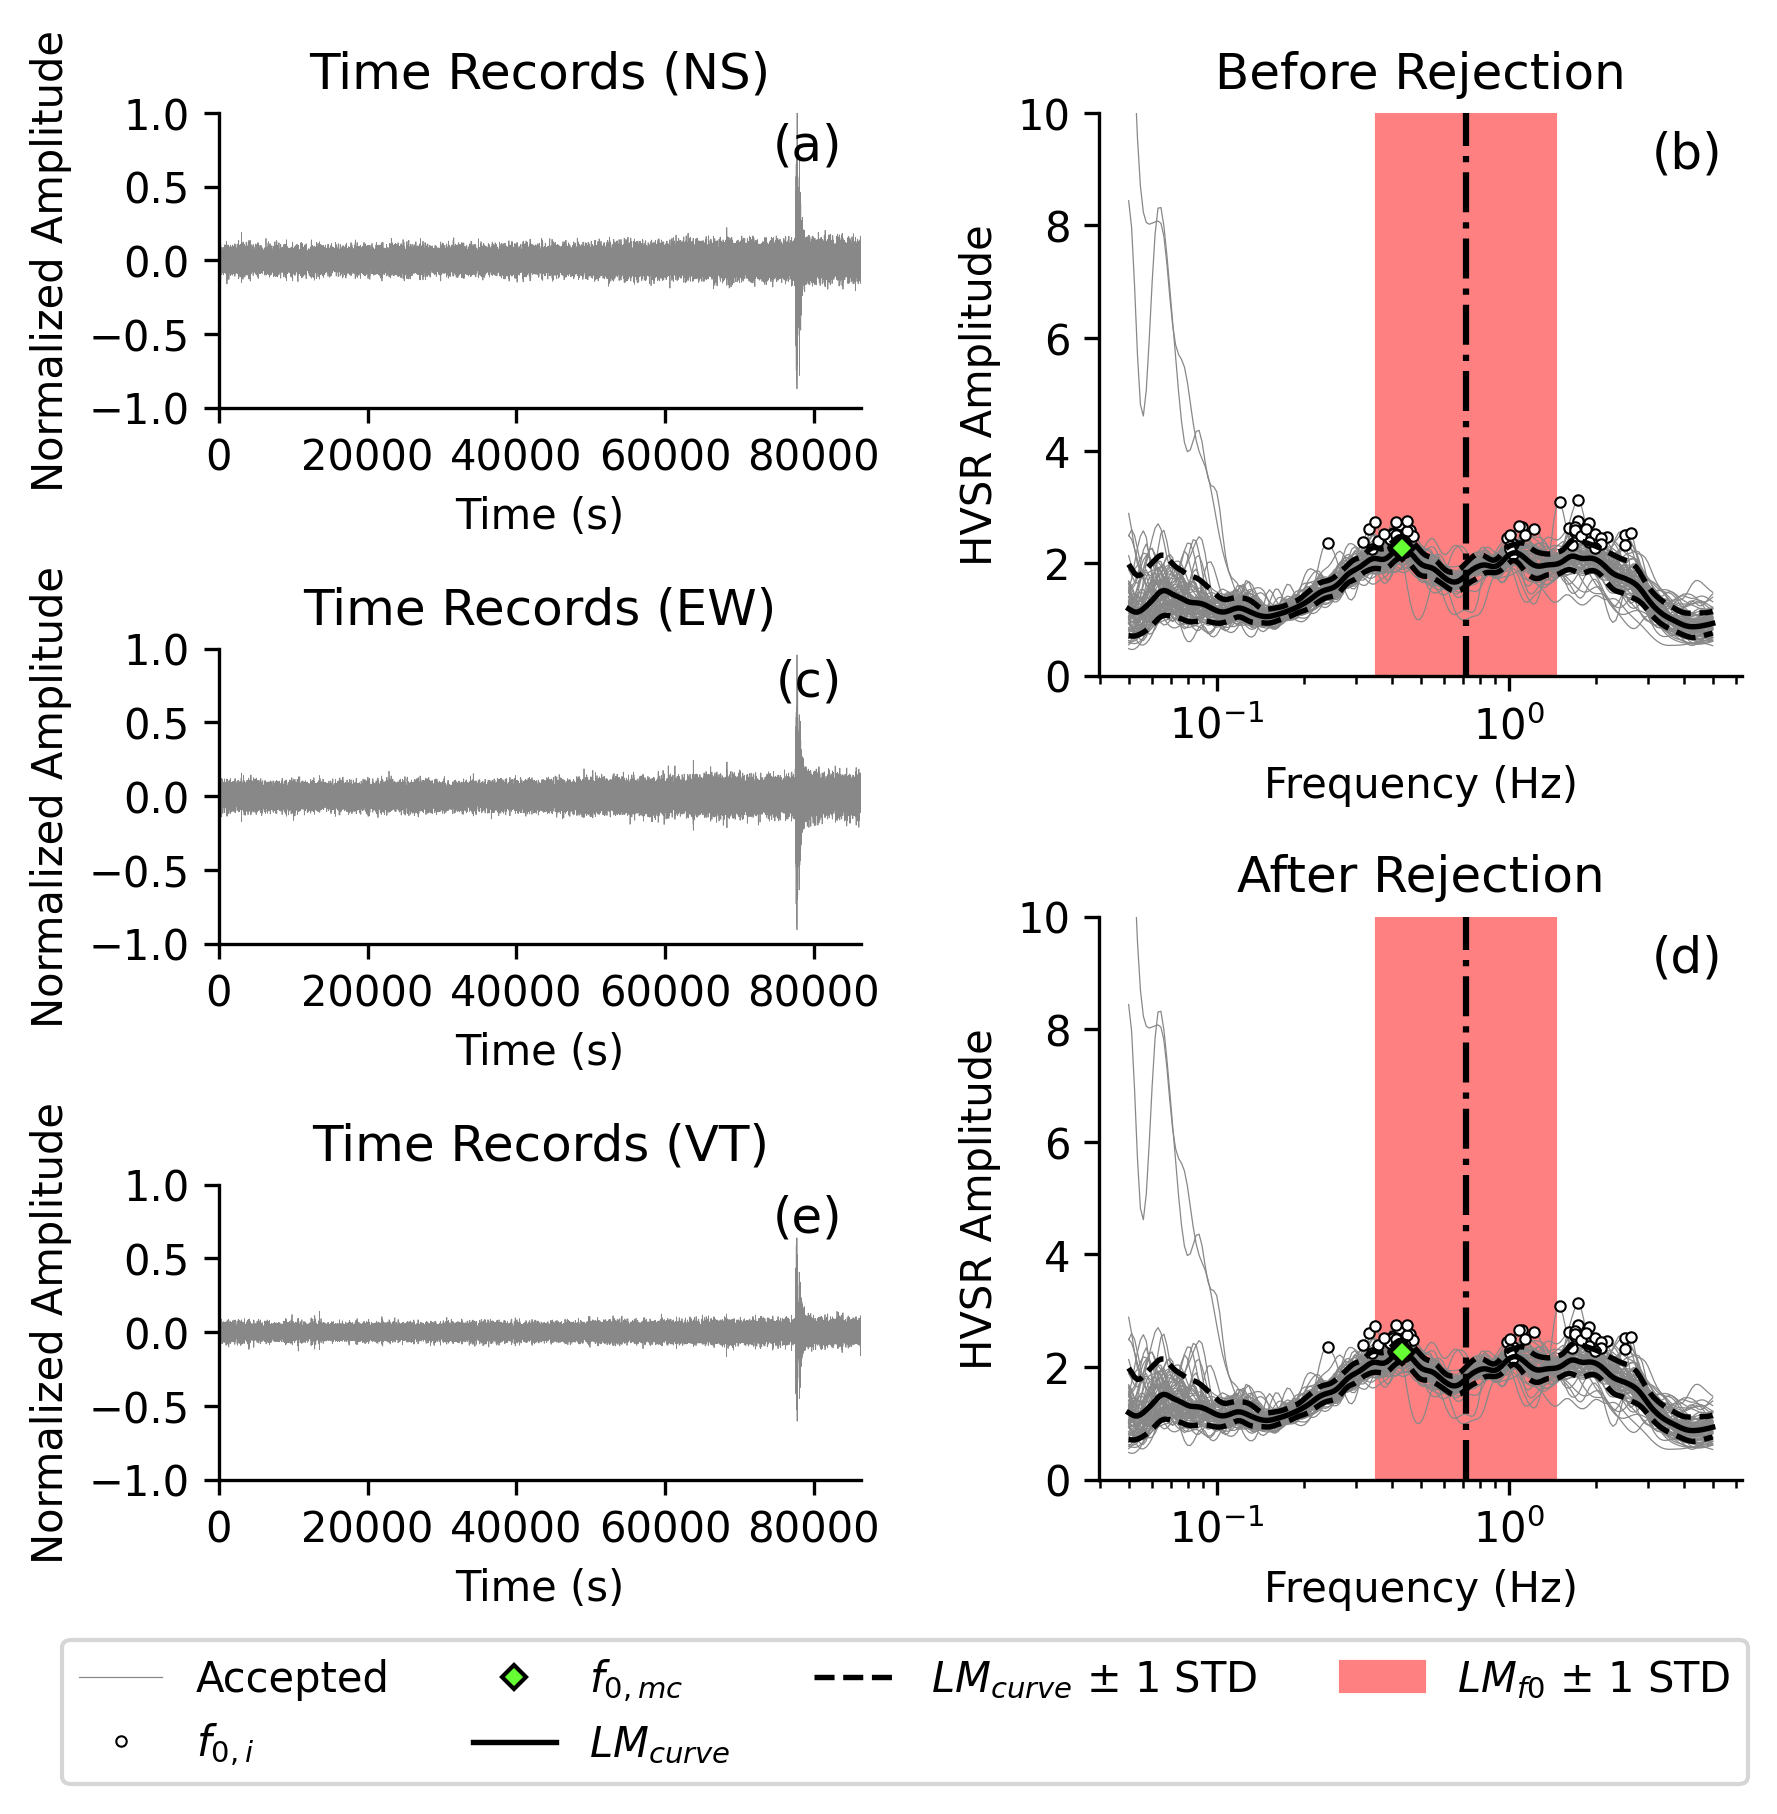 Time Records (NS)
Normalized Amplitude
1.0
0.5
0.0
−0.5
−1.0
(a)
0 20000 40000 60000 80000
Time (s)
Before Rejection
HVSR Amplitude
10
8
6
4
2
0
(b)
10⁻¹ 10⁰
Frequency (Hz)
Time Records (EW)
Normalized Amplitude
1.0
0.5
0.0
−0.5
−1.0
(c)
0 20000 40000 60000 80000
Time (s)
After Rejection
HVSR Amplitude
10
8
6
4
2
0
(d)
10⁻¹ 10⁰
Frequency (Hz)
Time Records (VT)
Normalized Amplitude
1.0
0.5
0.0
−0.5
−1.0
(e)
0 20000 40000 60000 80000
Time (s)
Accepted f0,mc LMcurve ± 1 STD LMf0 ± 1 STD
f0,i LMcurve